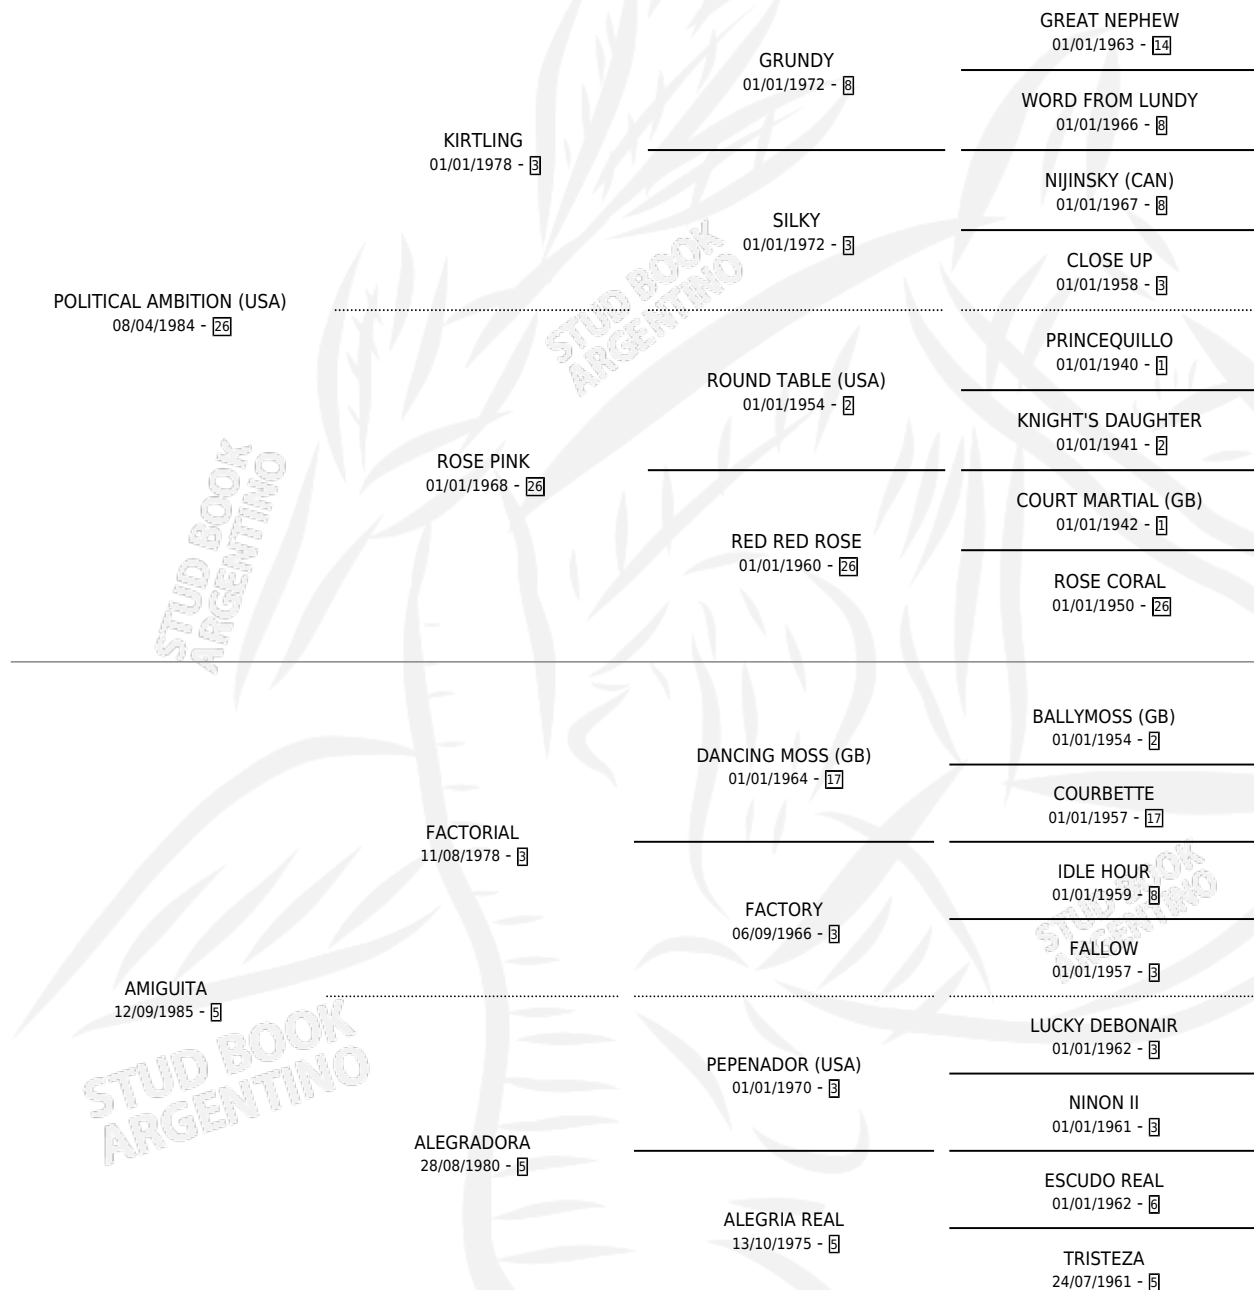 GREAT NEPHEW
01/01/1963 - 14
GRUNDY
01/01/1972 - 8
WORD FROM LUNDY
01/01/1966 - 8
KIRTLING
01/01/1978 - 3
NIJINSKY (CAN)
01/01/1967 - 8
SILKY
01/01/1972 - 3
CLOSE UP
01/01/1958 - 3
POLITICAL AMBITION (USA)
08/04/1984 - 26
PRINCEQUILLO
01/01/1940 - 1
ROUND TABLE (USA)
01/01/1954 - 2
KNIGHT'S DAUGHTER
01/01/1941 - 2
ROSE PINK
01/01/1968 - 26
COURT MARTIAL (GB)
01/01/1942 - 1
RED RED ROSE
01/01/1960 - 26
ROSE CORAL
01/01/1950 - 26
BALLYMOSS (GB)
01/01/1954 - 2
DANCING MOSS (GB)
01/01/1964 - 17
COURBETTE
01/01/1957 - 17
FACTORIAL
11/08/1978 - 3
IDLE HOUR
01/01/1959 - 8
FACTORY
06/09/1966 - 3
FALLOW
01/01/1957 - 3
AMIGUITA
12/09/1985 - 5
LUCKY DEBONAIR
01/01/1962 - 3
PEPENADOR (USA)
01/01/1970 - 3
NINON II
01/01/1961 - 3
ALEGRADORA
28/08/1980 - 5
ESCUDO REAL
01/01/1962 - 6
ALEGRIA REAL
13/10/1975 - 5
TRISTEZA
24/07/1961 - 5
STUD BOOK
ARGENTINO
STUD BOOK
ARGENTINO
STUD BOOK
ARGENTINO
STUD BOOK
ARGENTINO